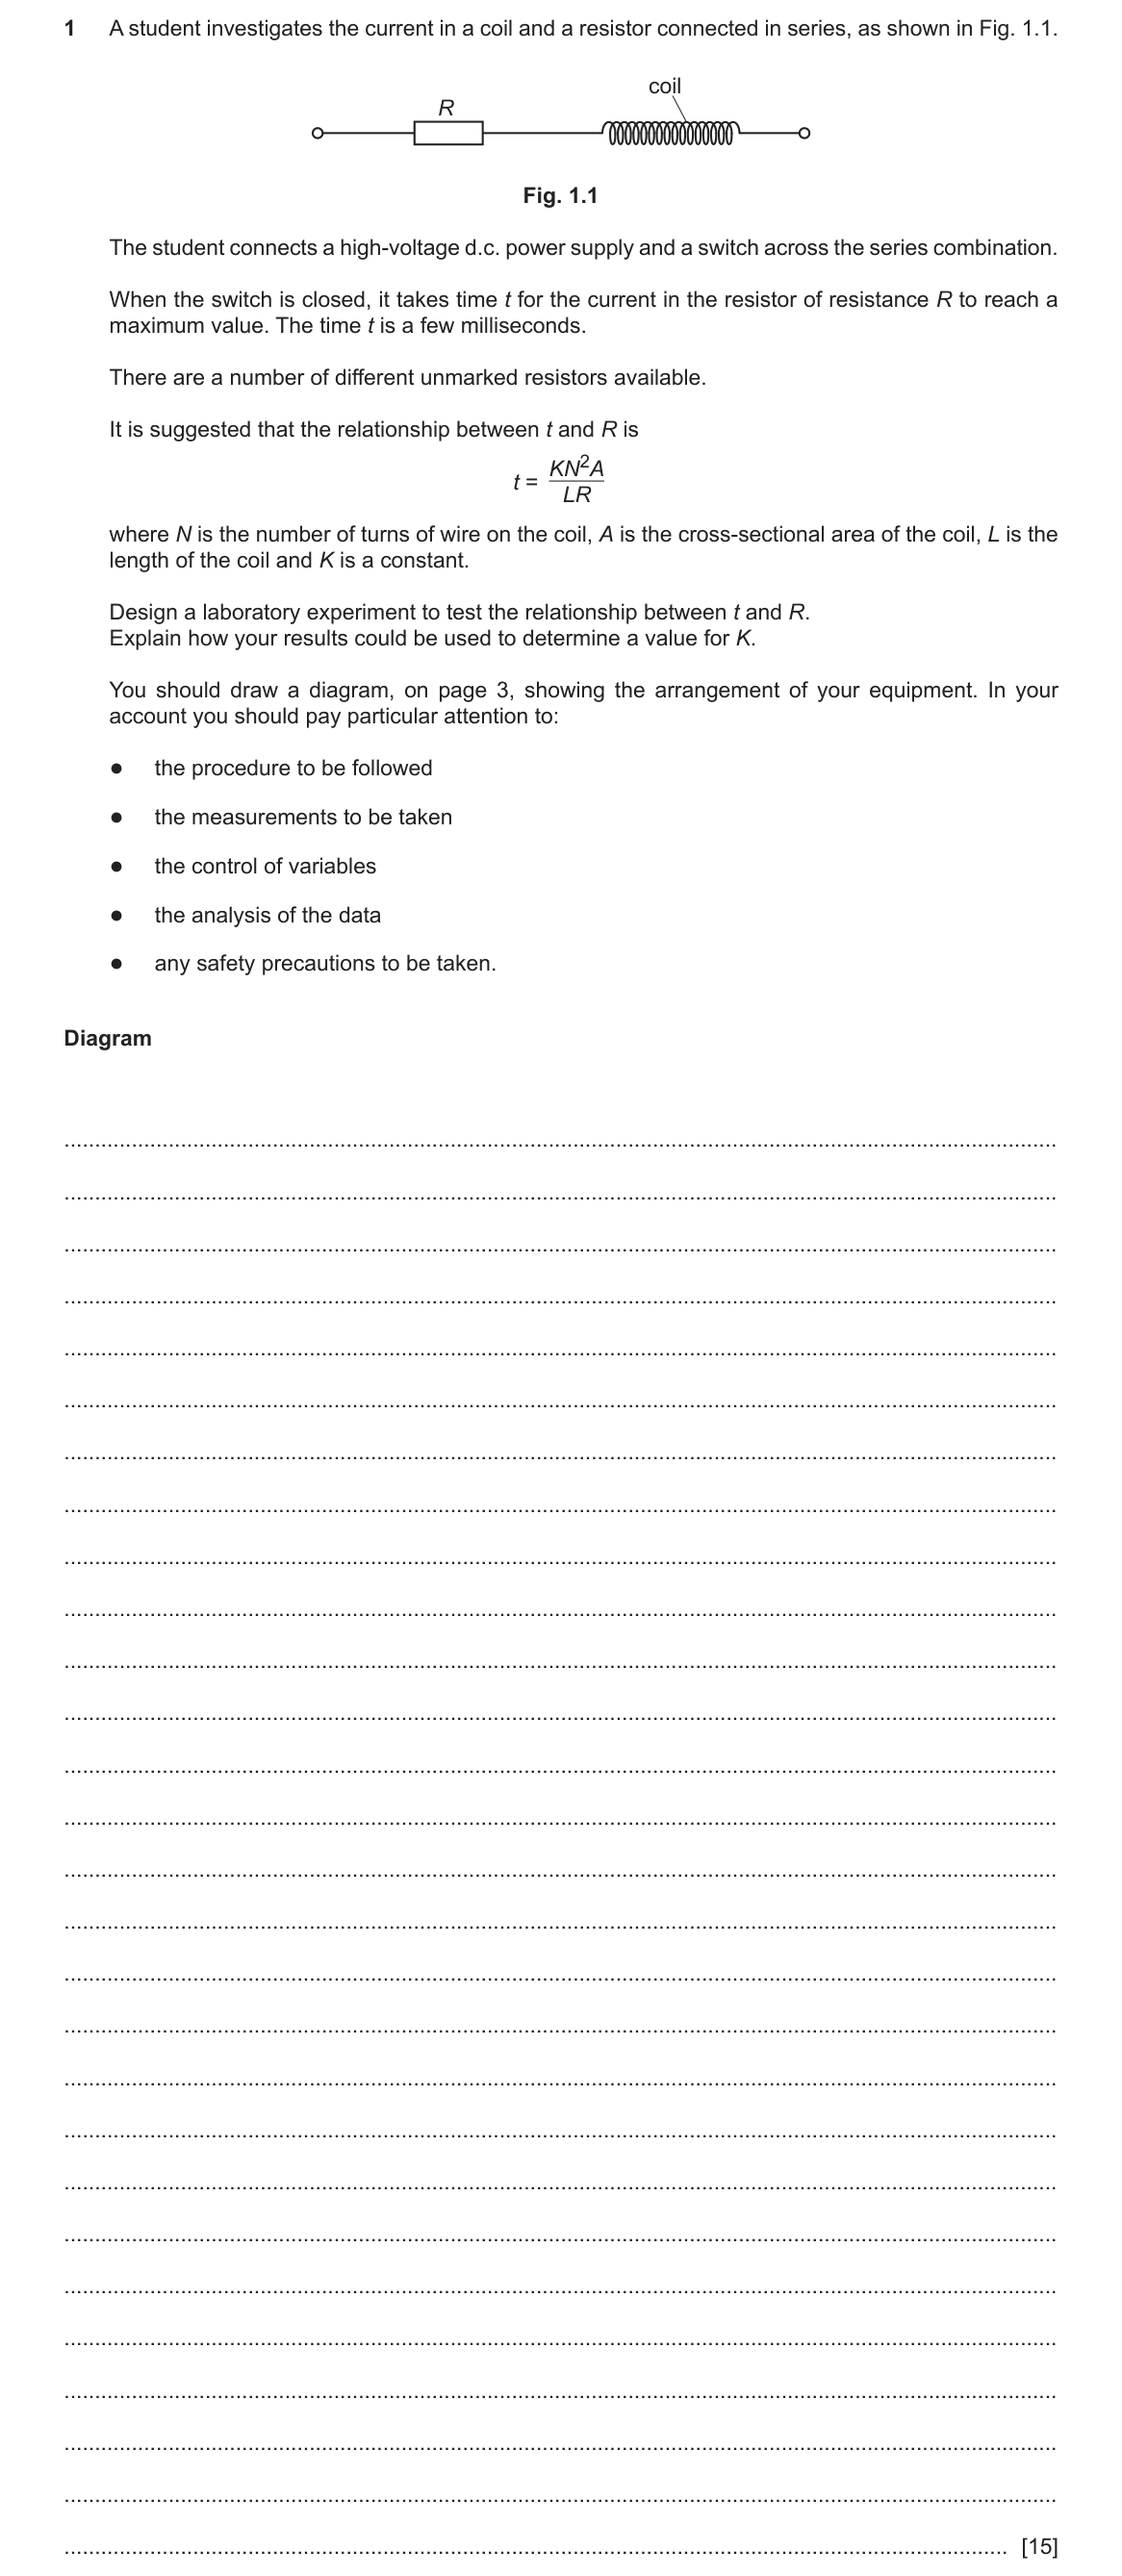 1 A student investigates the current in a coil and a resistor connected in series, as shown in Fig. 1.1.
coil
R
Fig. 1.1
The student connects a high-voltage d.c. power supply and a switch across the series combination.
When the switch is closed, it takes time t for the current in the resistor of resistance R to reach a
maximum value. The time t is a few milliseconds.
There are a number of different unmarked resistors available.
It is suggested that the relationship between t and R is
t = KN²A / LR
where N is the number of turns of wire on the coil, A is the cross-sectional area of the coil, L is the
length of the coil and K is a constant.
Design a laboratory experiment to test the relationship between t and R.
Explain how your results could be used to determine a value for K.
You should draw a diagram, on page 3, showing the arrangement of your equipment. In your
account you should pay particular attention to:
● the procedure to be followed
● the measurements to be taken
● the control of variables
● the analysis of the data
● any safety precautions to be taken.
Diagram
[15]